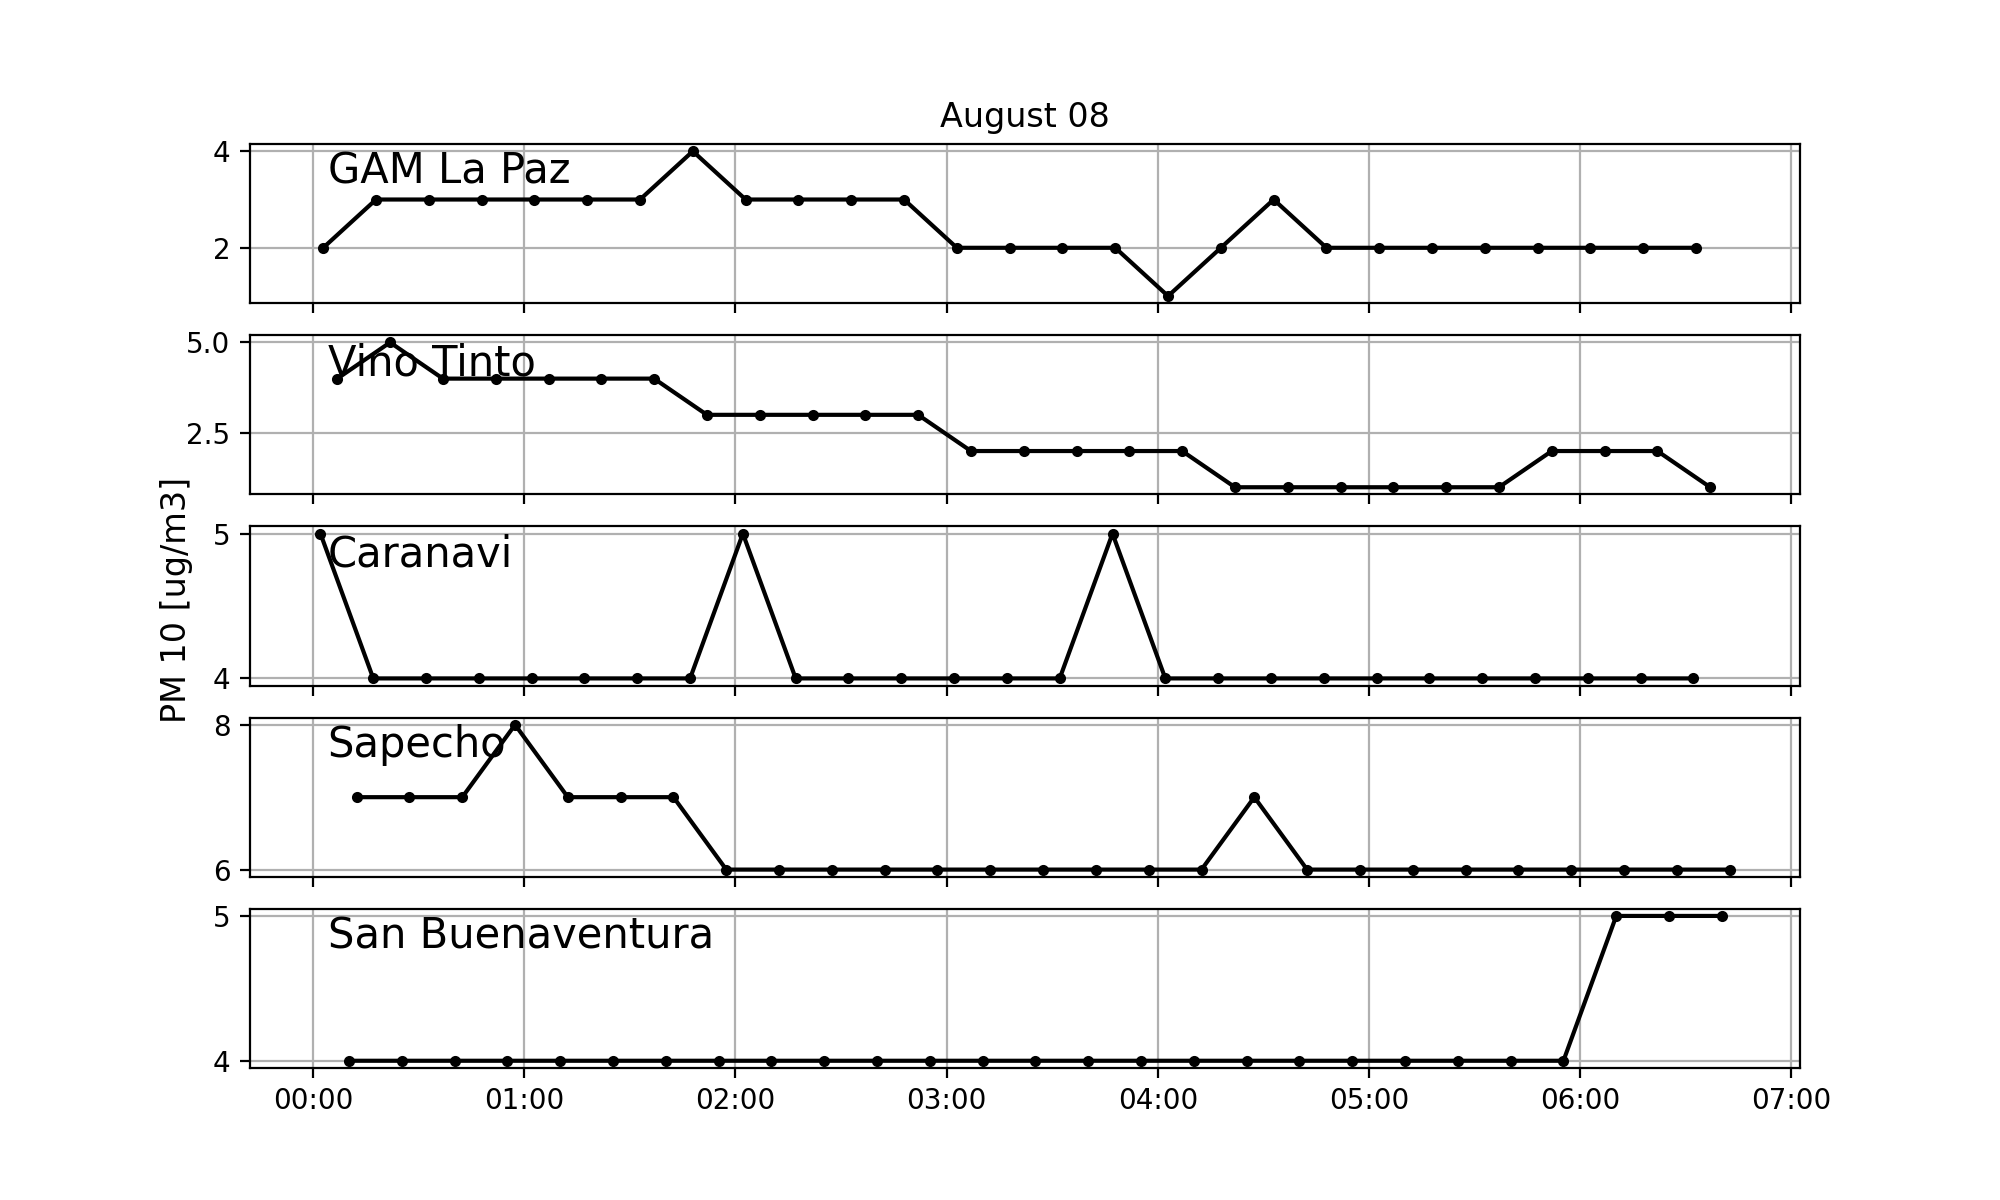 August 08
4
GAM La Paz
2
5.0
Vino Tinto
2.5
PM 10 [ug/m3]
5
Caranavi
4
8
Sapecho
6
5
San Buenaventura
4
00:00 01:00 02:00 03:00 04:00 05:00 06:00 07:00